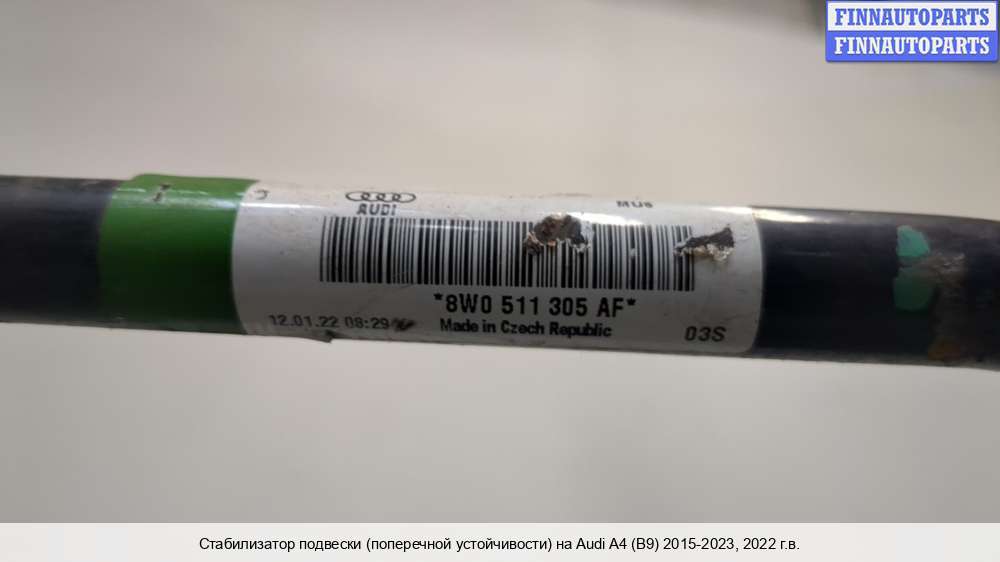 FINNAUTOPARTS
FINNAUTOPARTS
AUDI
*8W0 511 305 AF*
12.01.22 08:29
Made in Czech Republic
03S
Стабилизатор подвески (поперечной устойчивости) на Audi A4 (B9) 2015-2023, 2022 г.в.